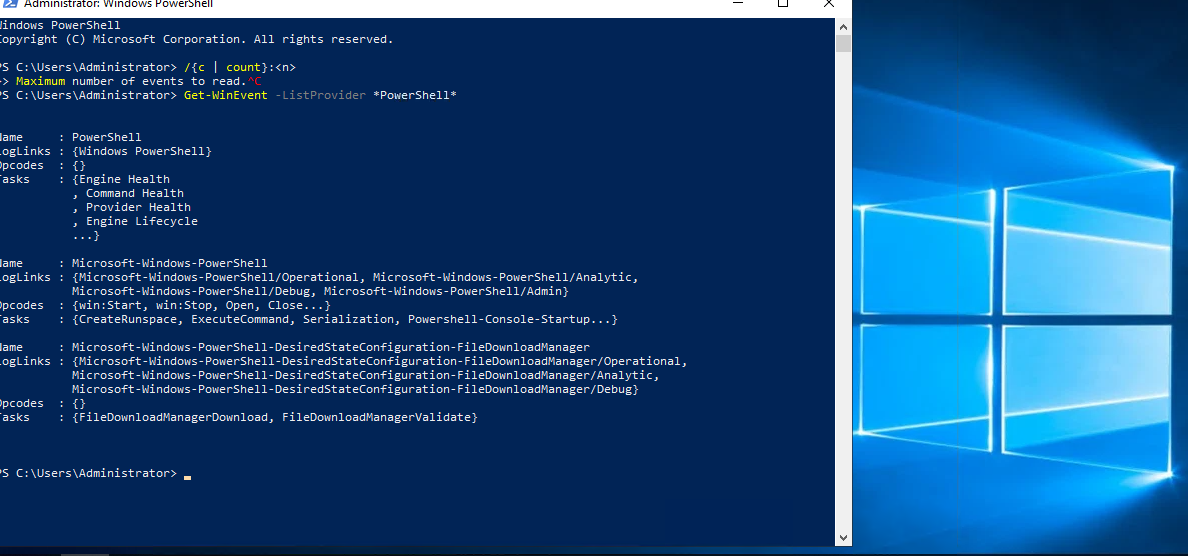 Administrator: Windows PowerShell
Windows PowerShell
Copyright (C) Microsoft Corporation. All rights reserved.
PS C:\Users\Administrator> /{c | count}:<n>
>> Maximum number of events to read.^C
PS C:\Users\Administrator> Get-WinEvent -ListProvider *PowerShell*
Name : PowerShell
LogLinks : {Windows PowerShell}
Opcodes : {}
Tasks : {Engine Health
, Command Health
, Provider Health
, Engine Lifecycle
...}
Name : Microsoft-Windows-PowerShell
LogLinks : {Microsoft-Windows-PowerShell/Operational, Microsoft-Windows-PowerShell/Analytic,
Microsoft-Windows-PowerShell/Debug, Microsoft-Windows-PowerShell/Admin}
Opcodes : {win:Start, win:Stop, Open, Close...}
Tasks : {CreateRunspace, ExecuteCommand, Serialization, Powershell-Console-Startup...}
Name : Microsoft-Windows-PowerShell-DesiredStateConfiguration-FileDownloadManager
LogLinks : {Microsoft-Windows-PowerShell-DesiredStateConfiguration-FileDownloadManager/Operational,
Microsoft-Windows-PowerShell-DesiredStateConfiguration-FileDownloadManager/Analytic,
Microsoft-Windows-PowerShell-DesiredStateConfiguration-FileDownloadManager/Debug}
Opcodes : {}
Tasks : {FileDownloadManagerDownload, FileDownloadManagerValidate}
PS C:\Users\Administrator>